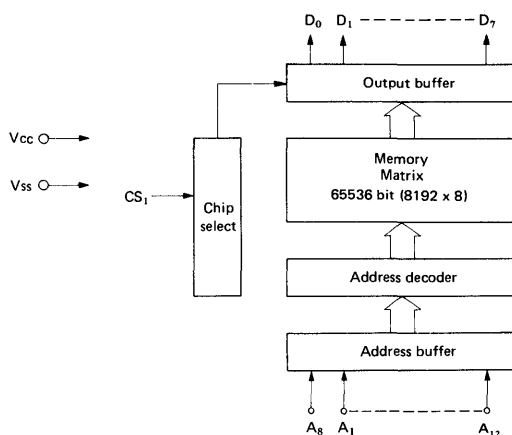 D₀ D₁ D₇
Output buffer
Vcc
Vss
CS₁
Chip
select
Memory
Matrix
65536 bit (8192 x 8)
Address decoder
Address buffer
A₈ A₁ A₁₂